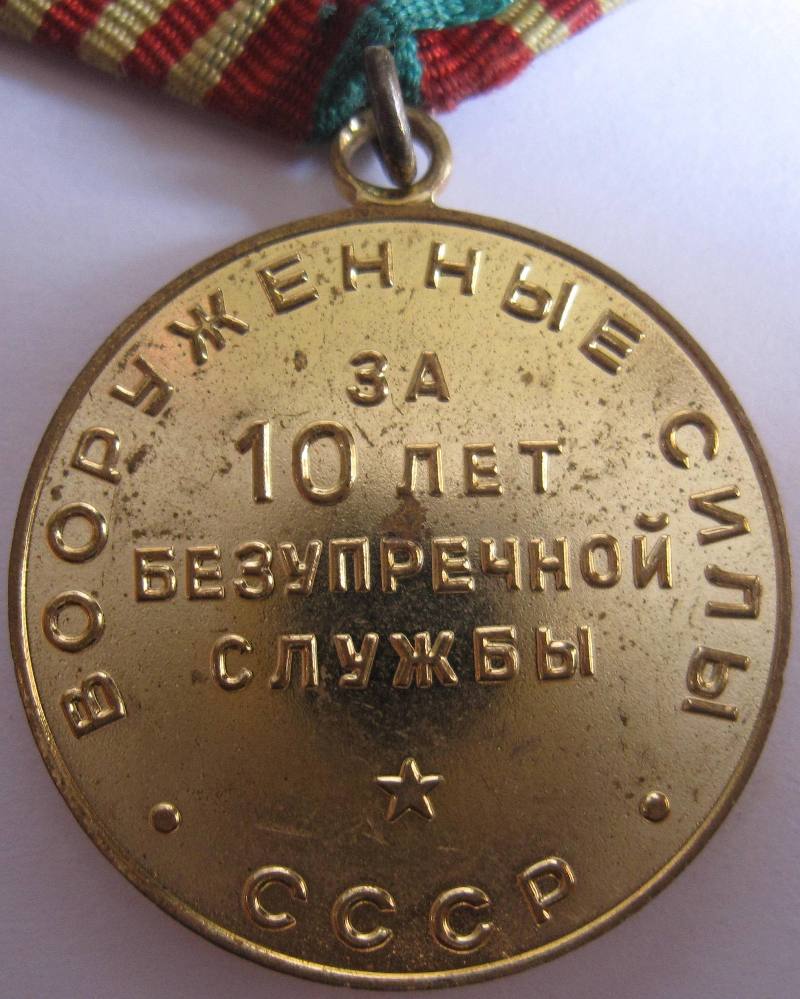 ВООРУЖЕННЫЕ СИЛЫ
ЗА
10 ЛЕТ
БЕЗУПРЕЧНОЙ
СЛУЖБЫ
СССР